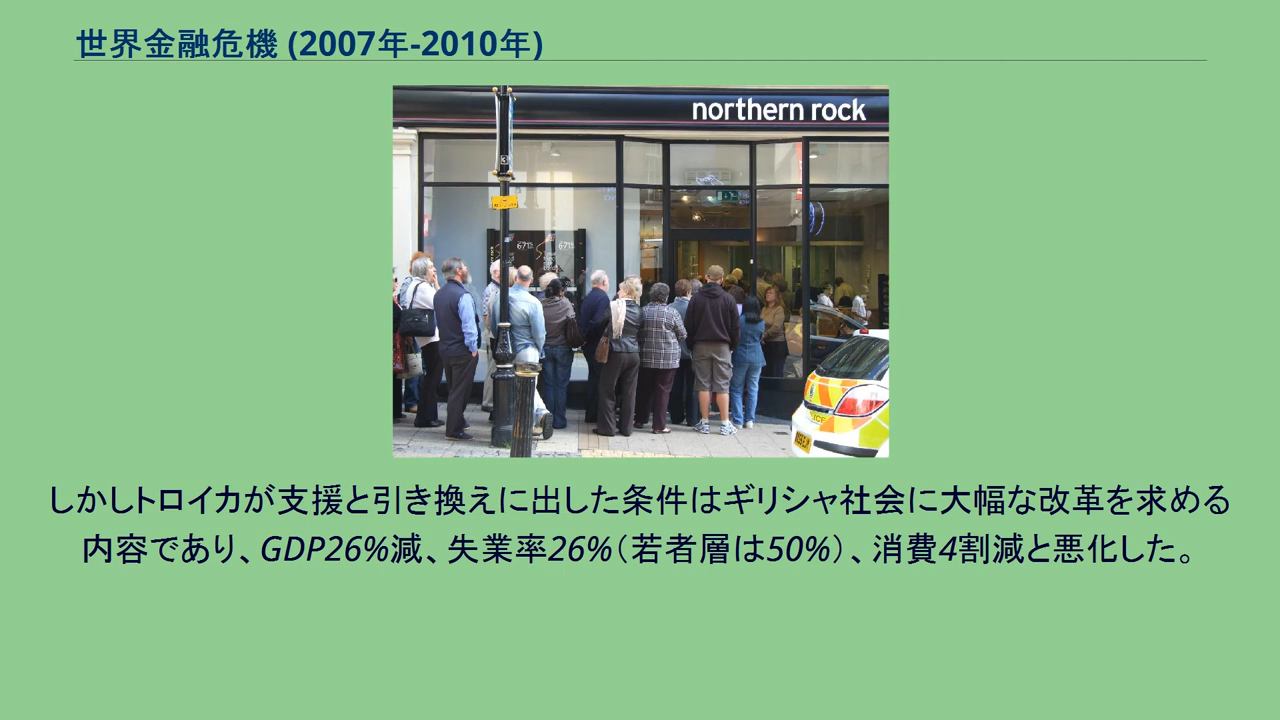 世界金融危機 (2007年-2010年)
northern rock
しかしトロイカが支援と引き換えに出した条件はギリシャ社会に大幅な改革を求める
内容であり、GDP26%減、失業率26%(若者層は50%)、消費4割減と悪化した。